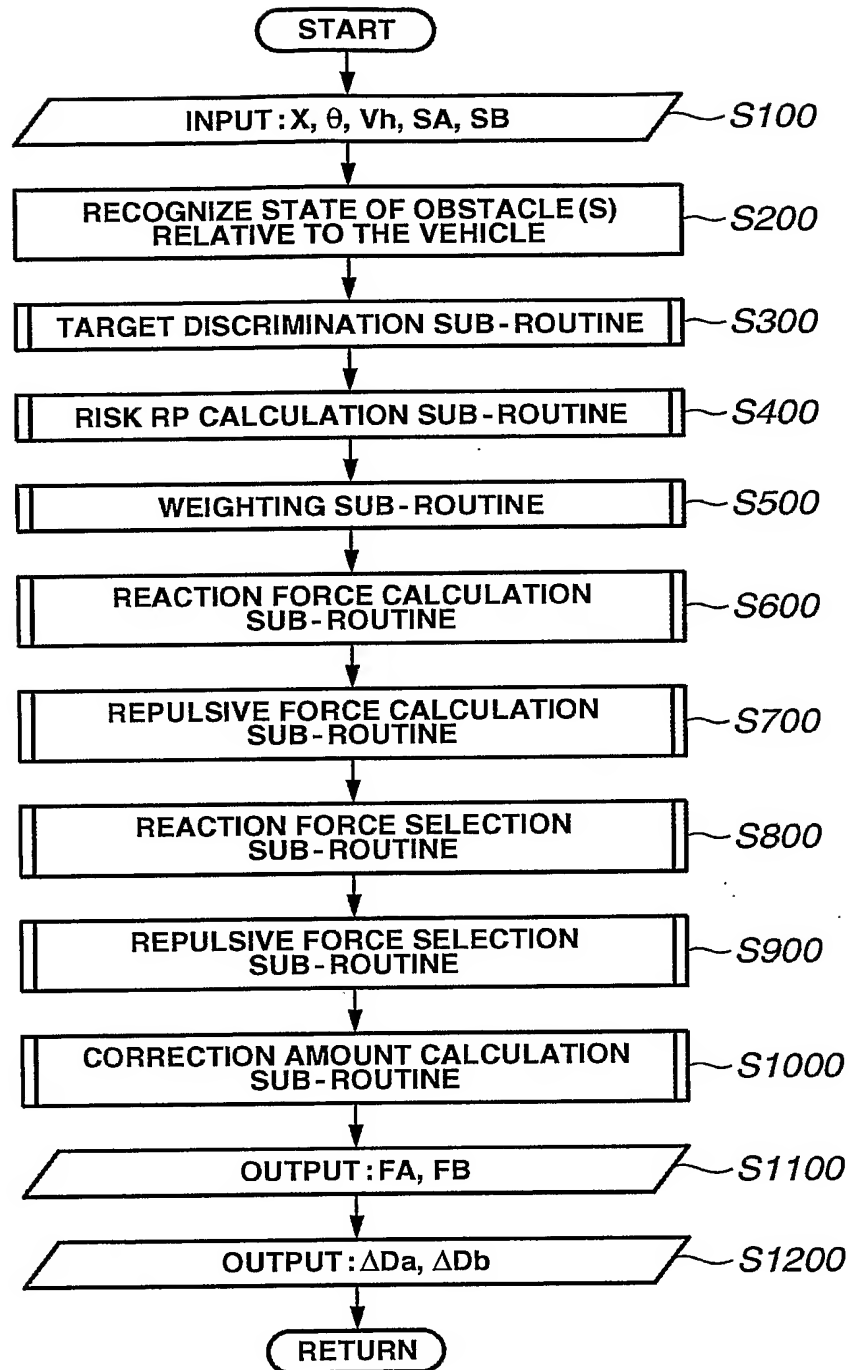 START
INPUT : X, θ, Vh, SA, SB
S100
RECOGNIZE STATE OF OBSTACLE(S)
RELATIVE TO THE VEHICLE
S200
TARGET DISCRIMINATION SUB-ROUTINE
S300
RISK RP CALCULATION SUB-ROUTINE
S400
WEIGHTING SUB-ROUTINE
S500
REACTION FORCE CALCULATION
SUB-ROUTINE
S600
REPULSIVE FORCE CALCULATION
SUB-ROUTINE
S700
REACTION FORCE SELECTION
SUB-ROUTINE
S800
REPULSIVE FORCE SELECTION
SUB-ROUTINE
S900
CORRECTION AMOUNT CALCULATION
SUB-ROUTINE
S1000
OUTPUT : FA, FB
S1100
OUTPUT : ΔDa, ΔDb
S1200
RETURN